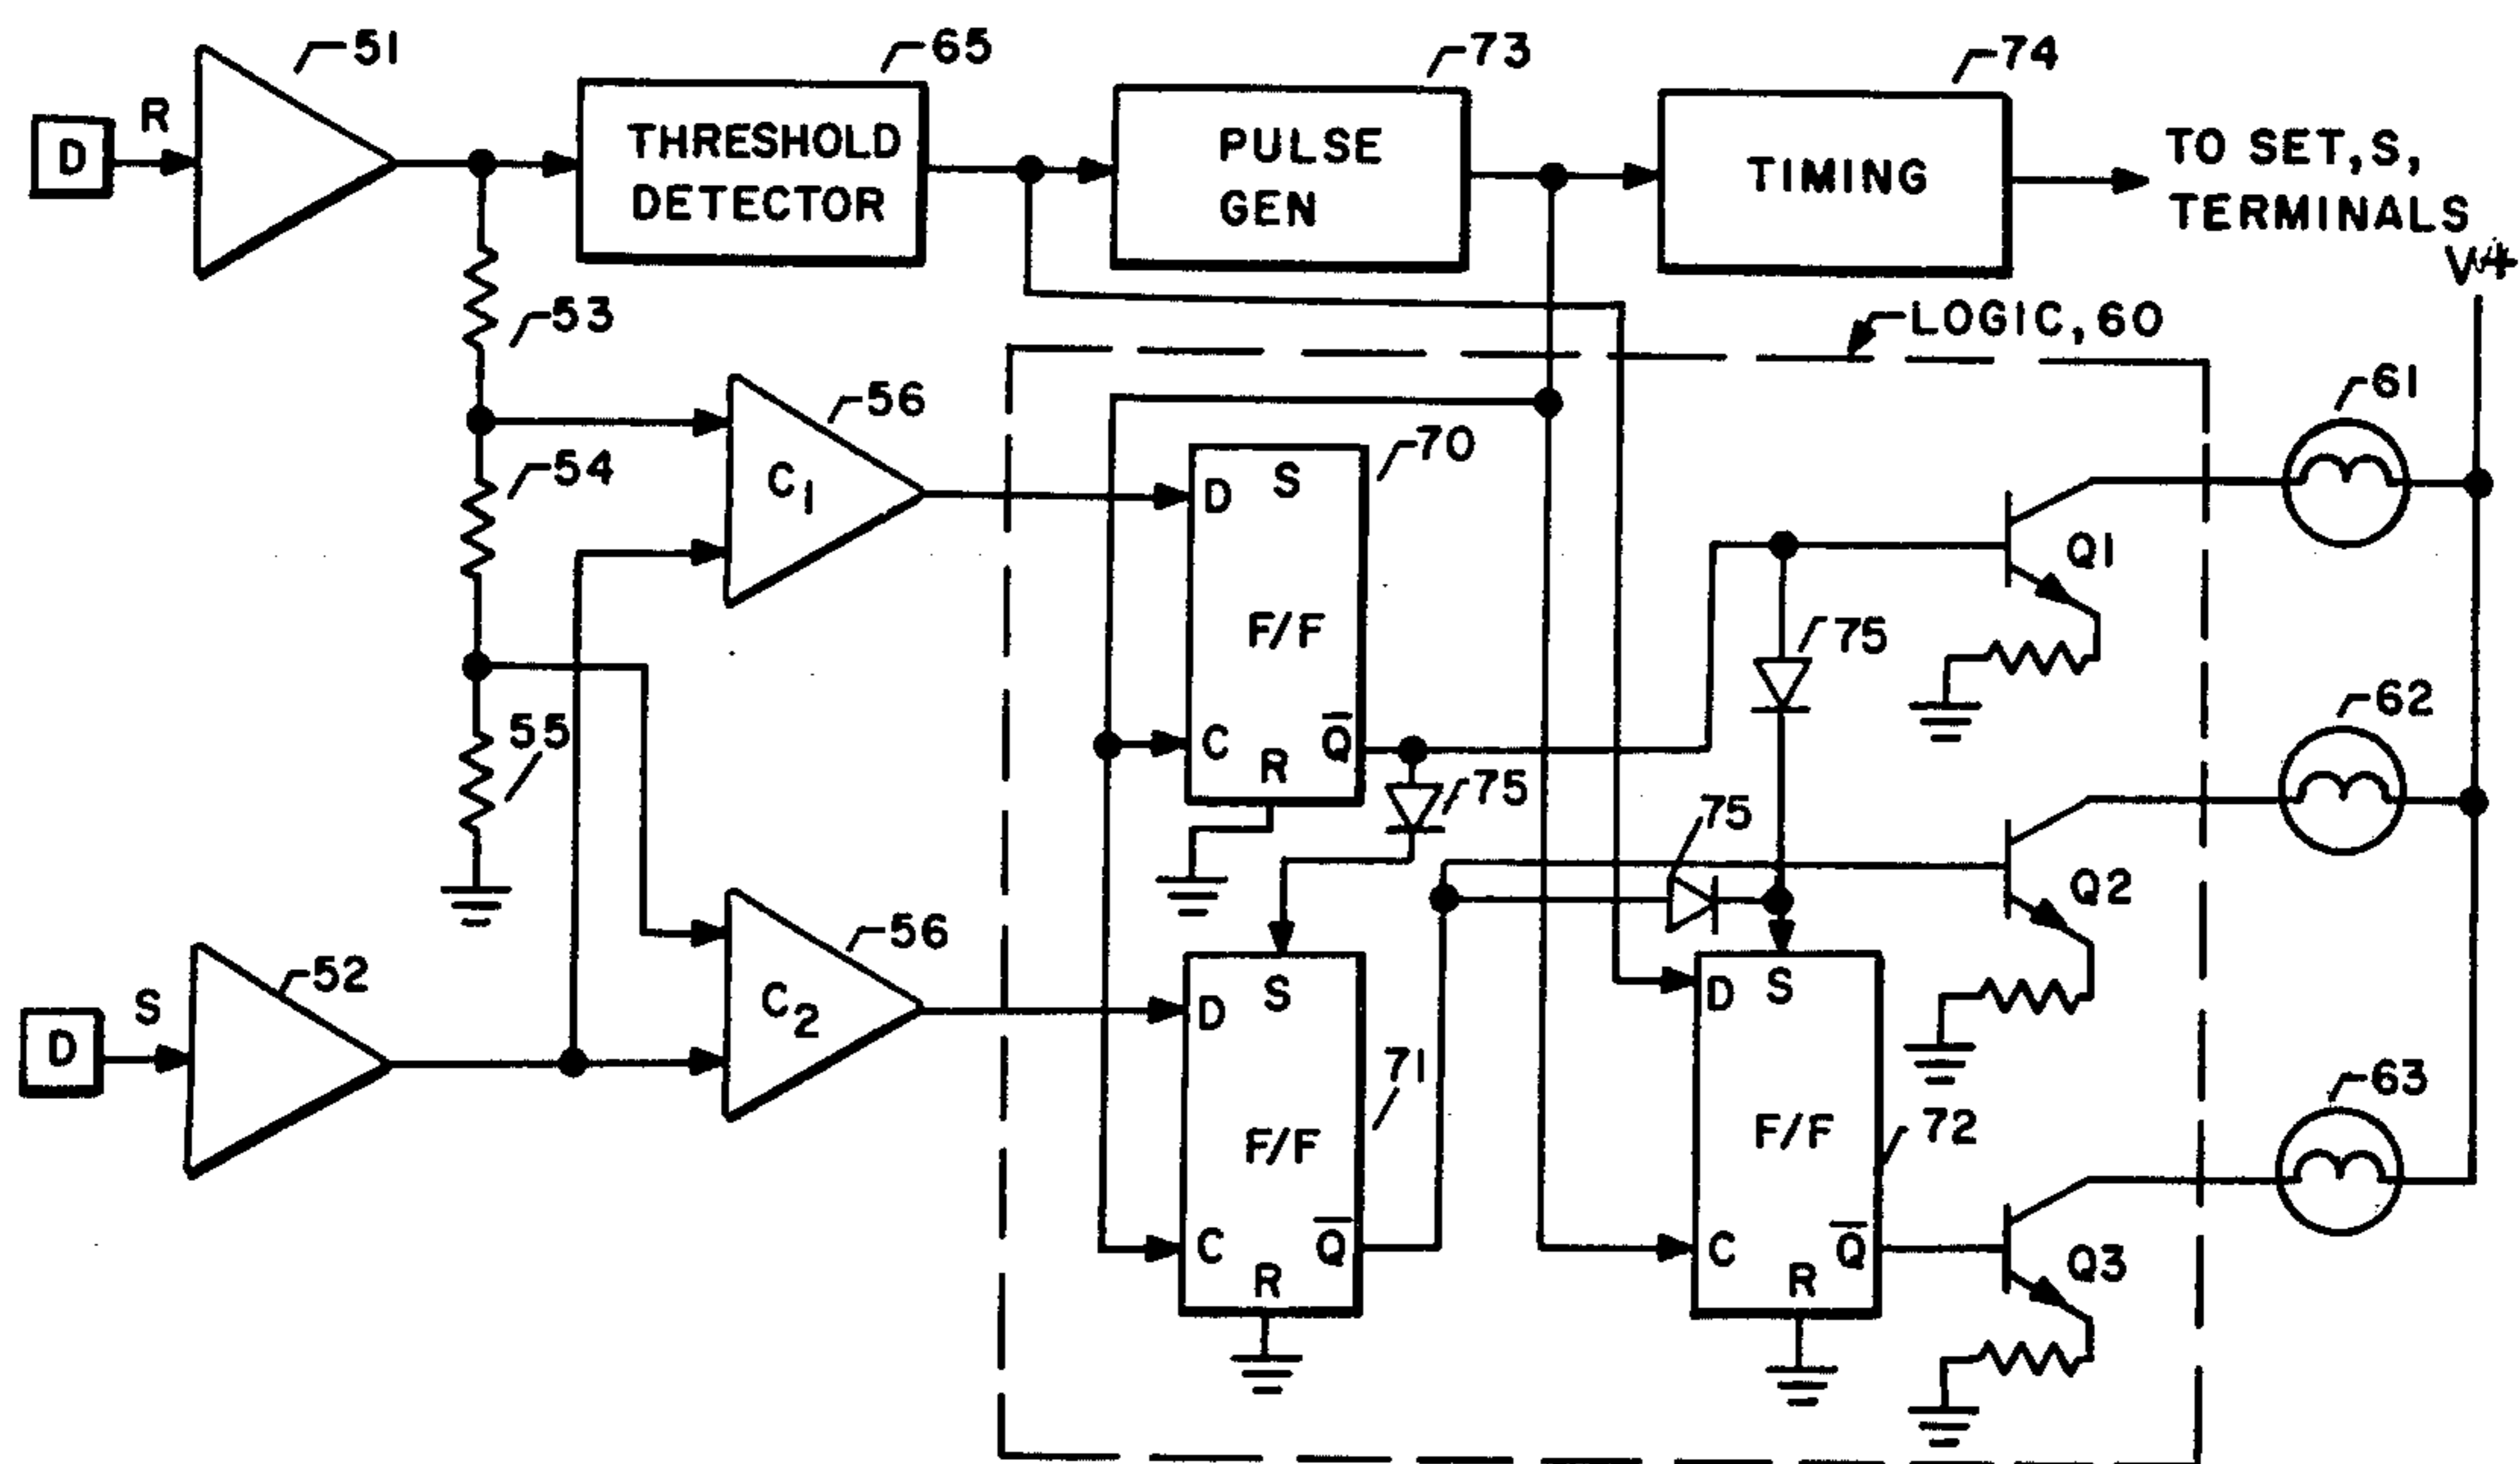 51
65
73
74
R
D
THRESHOLD
DETECTOR
PULSE
GEN
TIMING
TO SET,S,
TERMINALS
V+
53
LOGIC,60
61
56
70
54
C1
D
S
Q1
F/F
75
62
55
C
R
Q̅
75
75
Q2
56
52
S
D
C2
D
S
D
S
71
F/F
F/F
72
63
C
R
Q̅
C
R
Q̅
Q3